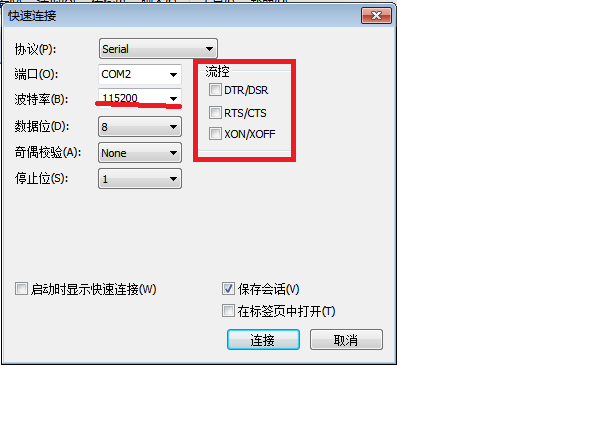 快速连接
协议(P):
Serial
端口(O):
COM2
波特率(B):
115200
数据位(D):
8
奇偶校验(A):
None
停止位(S):
1
流控
DTR/DSR
RTS/CTS
XON/XOFF
启动时显示快速连接(W)
保存会话(V)
在标签页中打开(T)
连接
取消